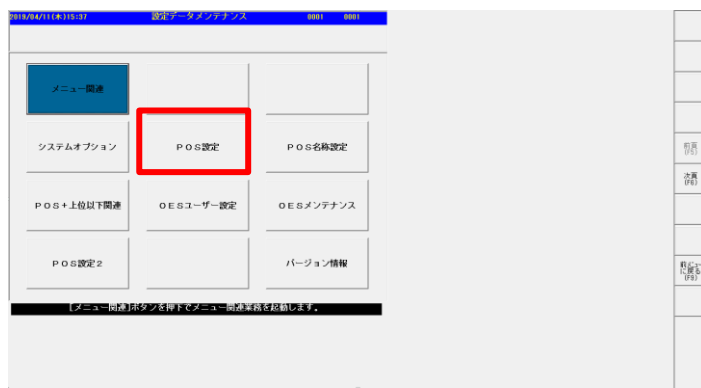 2019/04/11(木)15:37 設定データメンテナンス 0001 0001
メニュー関連
システムオプション POS設定 POS名称設定
POS+上位以下関連 OESユーザー設定 OESメンテナンス
POS設定2 バージョン情報
[メニュー関連]ボタンを押下でメニュー関連業務を起動します。
前頁
(F5)
次頁
(F6)
に戻る
(F9)